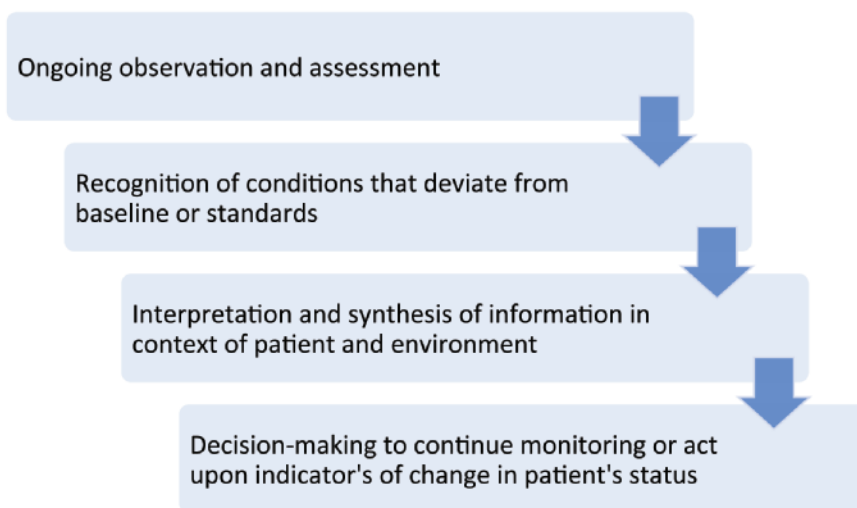 Ongoing observation and assessment
Recognition of conditions that deviate from
baseline or standards
Interpretation and synthesis of information in
context of patient and environment
Decision-making to continue monitoring or act
upon indicator's of change in patient's status